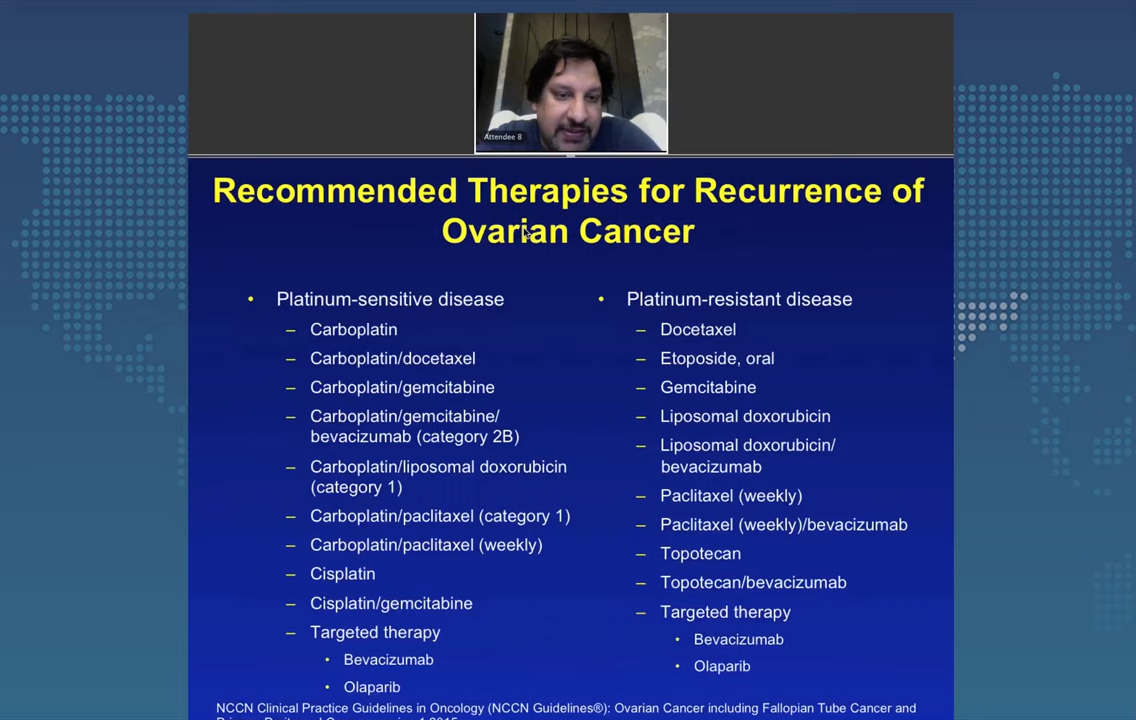 Attendee 8
Recommended Therapies for Recurrence of
Ovarian Cancer
• Platinum-sensitive disease
– Carboplatin
– Carboplatin/docetaxel
– Carboplatin/gemcitabine
– Carboplatin/gemcitabine/
bevacizumab (category 2B)
– Carboplatin/liposomal doxorubicin
(category 1)
– Carboplatin/paclitaxel (category 1)
– Carboplatin/paclitaxel (weekly)
– Cisplatin
– Cisplatin/gemcitabine
– Targeted therapy
• Bevacizumab
• Olaparib
• Platinum-resistant disease
– Docetaxel
– Etoposide, oral
– Gemcitabine
– Liposomal doxorubicin
– Liposomal doxorubicin/
bevacizumab
– Paclitaxel (weekly)
– Paclitaxel (weekly)/bevacizumab
– Topotecan
– Topotecan/bevacizumab
– Targeted therapy
• Bevacizumab
• Olaparib
NCCN Clinical Practice Guidelines in Oncology (NCCN Guidelines®): Ovarian Cancer including Fallopian Tube Cancer and